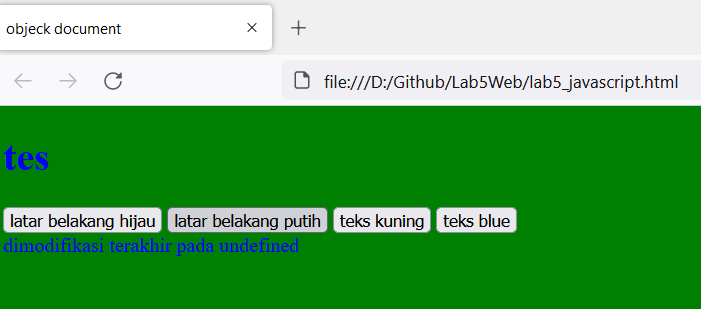 objeck document
file:///D:/Github/Lab5Web/lab5_javascript.html
tes
latar belakang hijau latar belakang putih teks kuning teks blue
dimodifikasi terakhir pada undefined